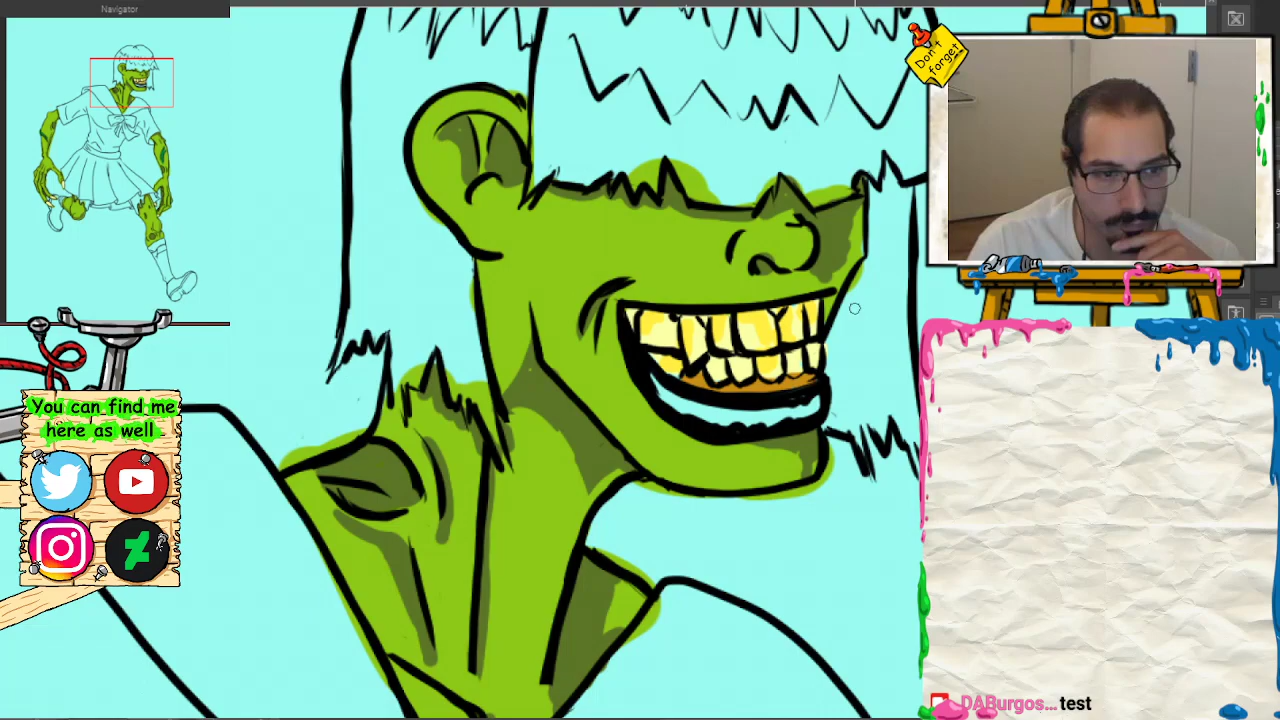 Navigator
Don't
forget
You can find me
here as well
DABurgos... test